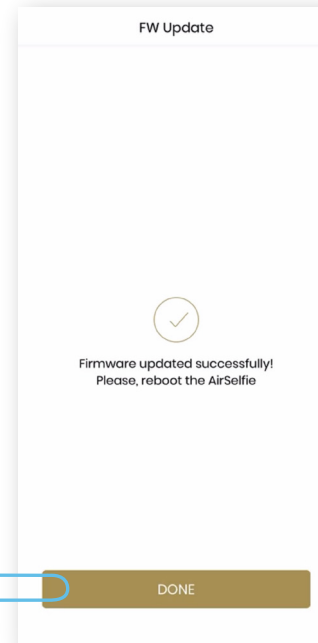 FW Update
Firmware updated successfully!
Please, reboot the AirSelfie
DONE